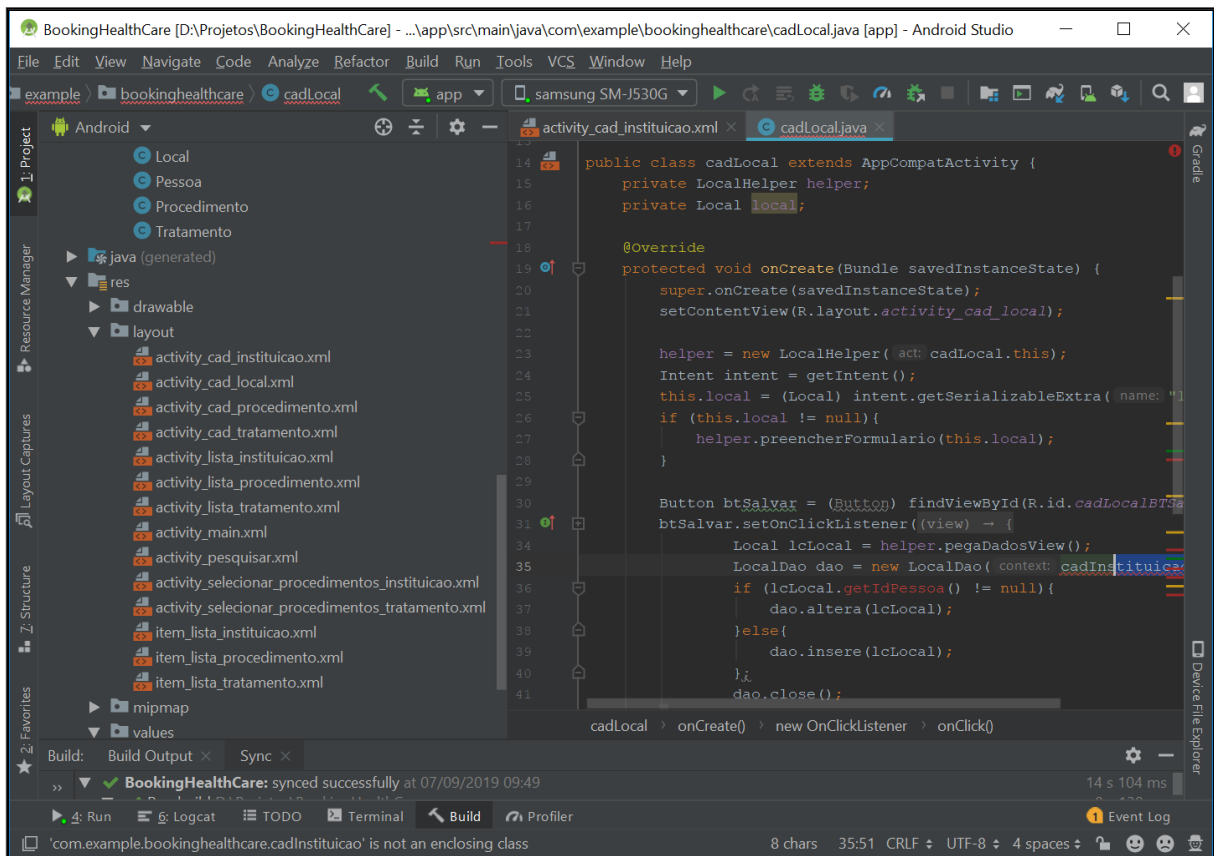 BookingHealthCare [D:\Projetos\BookingHealthCare] - ...\app\src\main\java\com\example\bookinghealthcare\cadLocal.java [app] - Android Studio
File Edit View Navigate Code Analyze Refactor Build Run Tools VCS Window Help
example bookinghealthcare cadLocal app samsung SM-J530G
1: Project
Resource Manager
Layout Captures
7: Structure
2: Favorites
Android
Local
Pessoa
Procedimento
Tratamento
java (generated)
res
drawable
layout
activity_cad_instituicao.xml
activity_cad_local.xml
activity_cad_procedimento.xml
activity_cad_tratamento.xml
activity_lista_instituicao.xml
activity_lista_procedimento.xml
activity_lista_tratamento.xml
activity_main.xml
activity_pesquisar.xml
activity_selecionar_procedimentos_instituicao.xml
activity_selecionar_procedimentos_tratamento.xml
item_lista_instituicao.xml
item_lista_procedimento.xml
item_lista_tratamento.xml
mipmap
values
activity_cad_instituicao.xml cadLocal.java
13
14 public class cadLocal extends AppCompatActivity {
15 private LocalHelper helper;
16 private Local local;
17
18 @Override
19 protected void onCreate(Bundle savedInstanceState) {
20 super.onCreate(savedInstanceState);
21 setContentView(R.layout.activity_cad_local);
22
23 helper = new LocalHelper( act: cadLocal.this);
24 Intent intent = getIntent();
25 this.local = (Local) intent.getSerializableExtra( name: "l
26 if (this.local != null){
27 helper.preencherFormulario(this.local);
28 }
29
30 Button btSalvar = (Button) findViewById(R.id.cadLocalBTSa
31 btSalvar.setOnClickListener((view) → {
34 Local lcLocal = helper.pegaDadosView();
35 LocalDao dao = new LocalDao( context: cadInstituicao
36 if (lcLocal.getIdPessoa() != null){
37 dao.altera(lcLocal);
38 }else{
39 dao.insere(lcLocal);
40 };
41 dao.close();
cadLocal onCreate() new OnClickListener onClick()
Gradle
Device File Explorer
Build: Build Output Sync
BookingHealthCare: synced successfully at 07/09/2019 09:49 14 s 104 ms
4: Run 6: Logcat TODO Terminal Build Profiler 1 Event Log
'com.example.bookinghealthcare.cadInstituicao' is not an enclosing class 8 chars 35:51 CRLF UTF-8 4 spaces